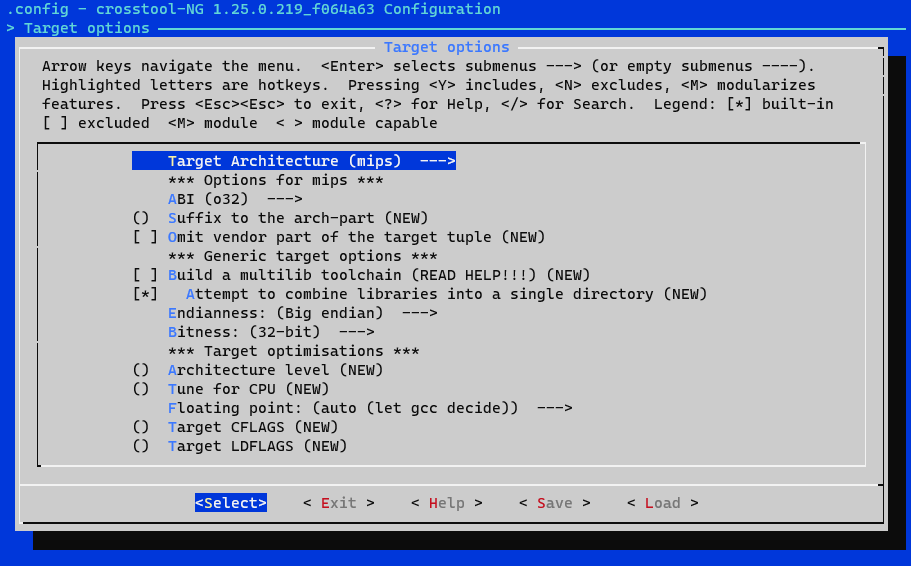 .config - crosstool-NG 1.25.0.219_f064a63 Configuration
> Target options
Target options
Arrow keys navigate the menu.  <Enter> selects submenus ---> (or empty submenus ----).
Highlighted letters are hotkeys.  Pressing <Y> includes, <N> excludes, <M> modularizes
features.  Press <Esc><Esc> to exit, <?> for Help, </> for Search.  Legend: [*] built-in
[ ] excluded  <M> module  < > module capable
Target Architecture (mips)  --->
*** Options for mips ***
ABI (o32)  --->
()  Suffix to the arch-part (NEW)
[ ] Omit vendor part of the target tuple (NEW)
*** Generic target options ***
[ ] Build a multilib toolchain (READ HELP!!!) (NEW)
[*]   Attempt to combine libraries into a single directory (NEW)
Endianness: (Big endian)  --->
Bitness: (32-bit)  --->
*** Target optimisations ***
()  Architecture level (NEW)
()  Tune for CPU (NEW)
Floating point: (auto (let gcc decide))  --->
()  Target CFLAGS (NEW)
()  Target LDFLAGS (NEW)
<Select>    < Exit >    < Help >    < Save >    < Load >